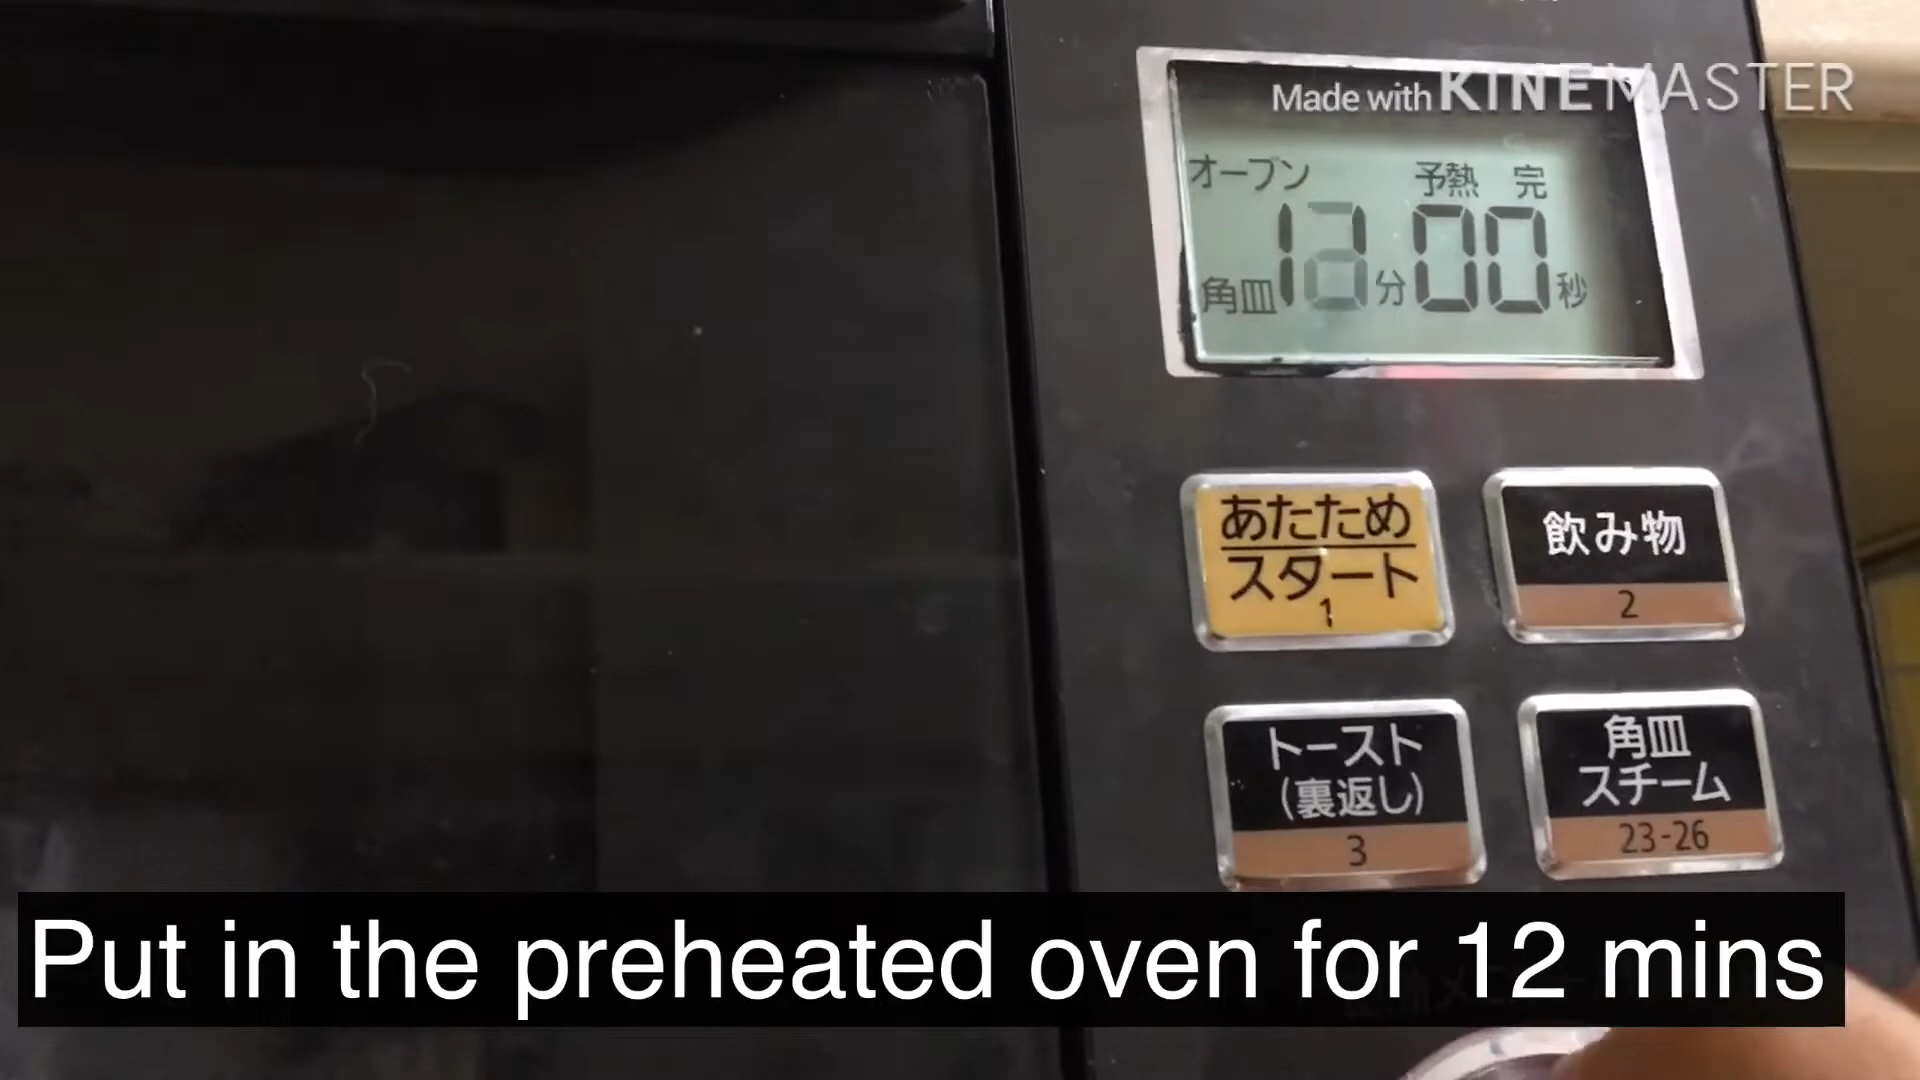 Made with KINEMASTER
オーブン 予熱 完
角皿 12分00秒
あたため
スタート
1
飲み物
2
トースト
(裏返し)
3
角皿
スチーム
23-26
Put in the preheated oven for 12 mins